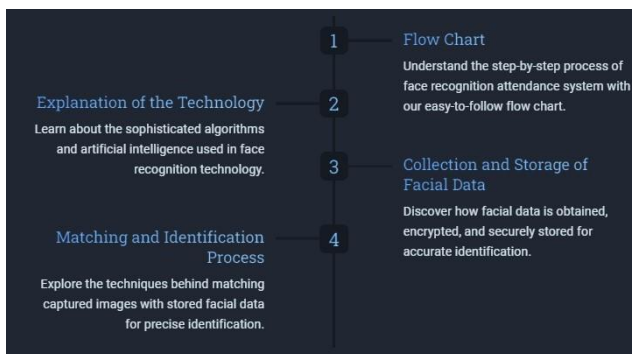 1
Flow Chart
Understand the step-by-step process of
face recognition attendance system with
our easy-to-follow flow chart.
Explanation of the Technology
2
Learn about the sophisticated algorithms
and artificial intelligence used in face
recognition technology.
3
Collection and Storage of
Facial Data
Discover how facial data is obtained,
encrypted, and securely stored for
accurate identification.
Matching and Identification
Process
4
Explore the techniques behind matching
captured images with stored facial data
for precise identification.